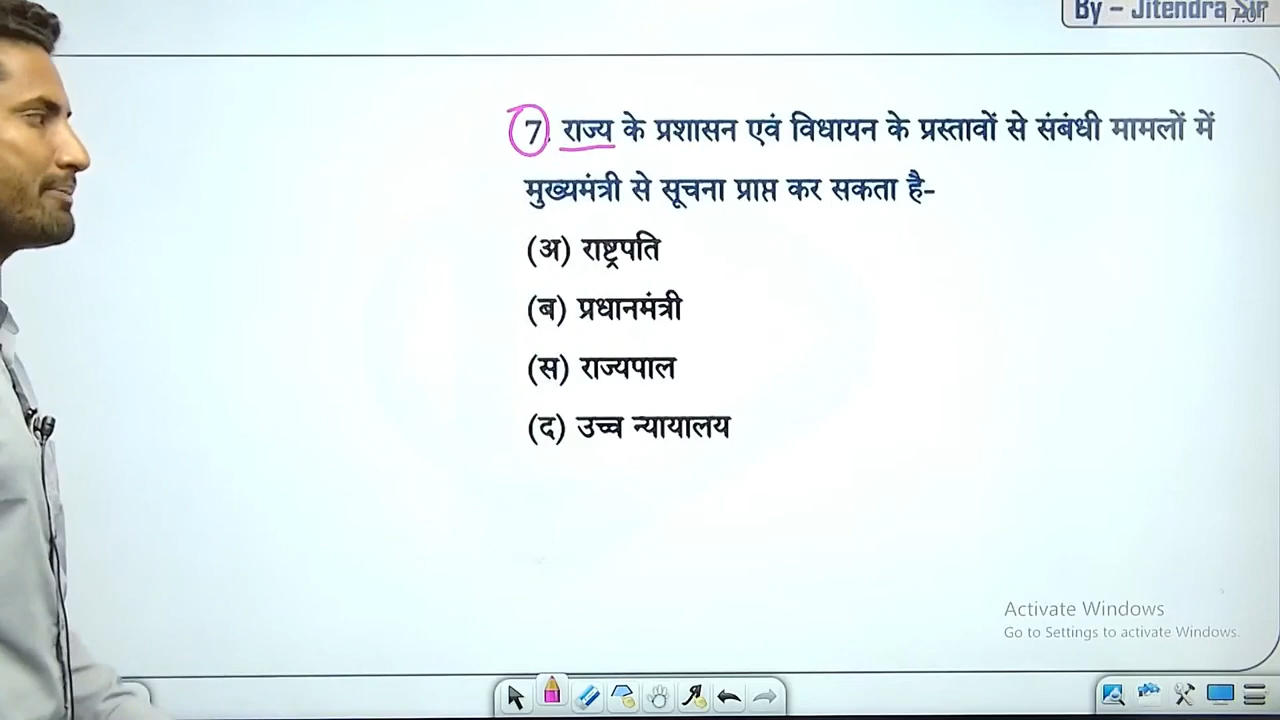 By – Jitendra Sir
7. राज्य के प्रशासन एवं विधायन के प्रस्तावों से संबंधी मामलों में
मुख्यमंत्री से सूचना प्राप्त कर सकता है-
(अ) राष्ट्रपति
(ब) प्रधानमंत्री
(स) राज्यपाल
(द) उच्च न्यायालय
Activate Windows
Go to Settings to activate Windows.